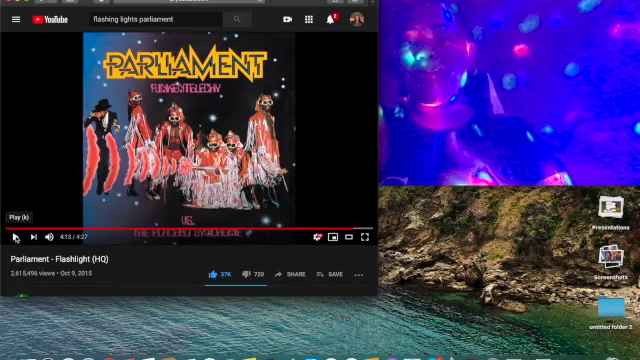 YouTube
flashing lights parliament
PARLIAMENT
FUNKENTELECHY
VS.
THE PLACEBO SYNDROME
Play (k)
4:13 / 4:27
Parliament - Flashlight (HQ)
2,615,496 views • Oct 9, 2015
37K
720
SHARE
SAVE
Presentations
Screenshots
untitled folder 2